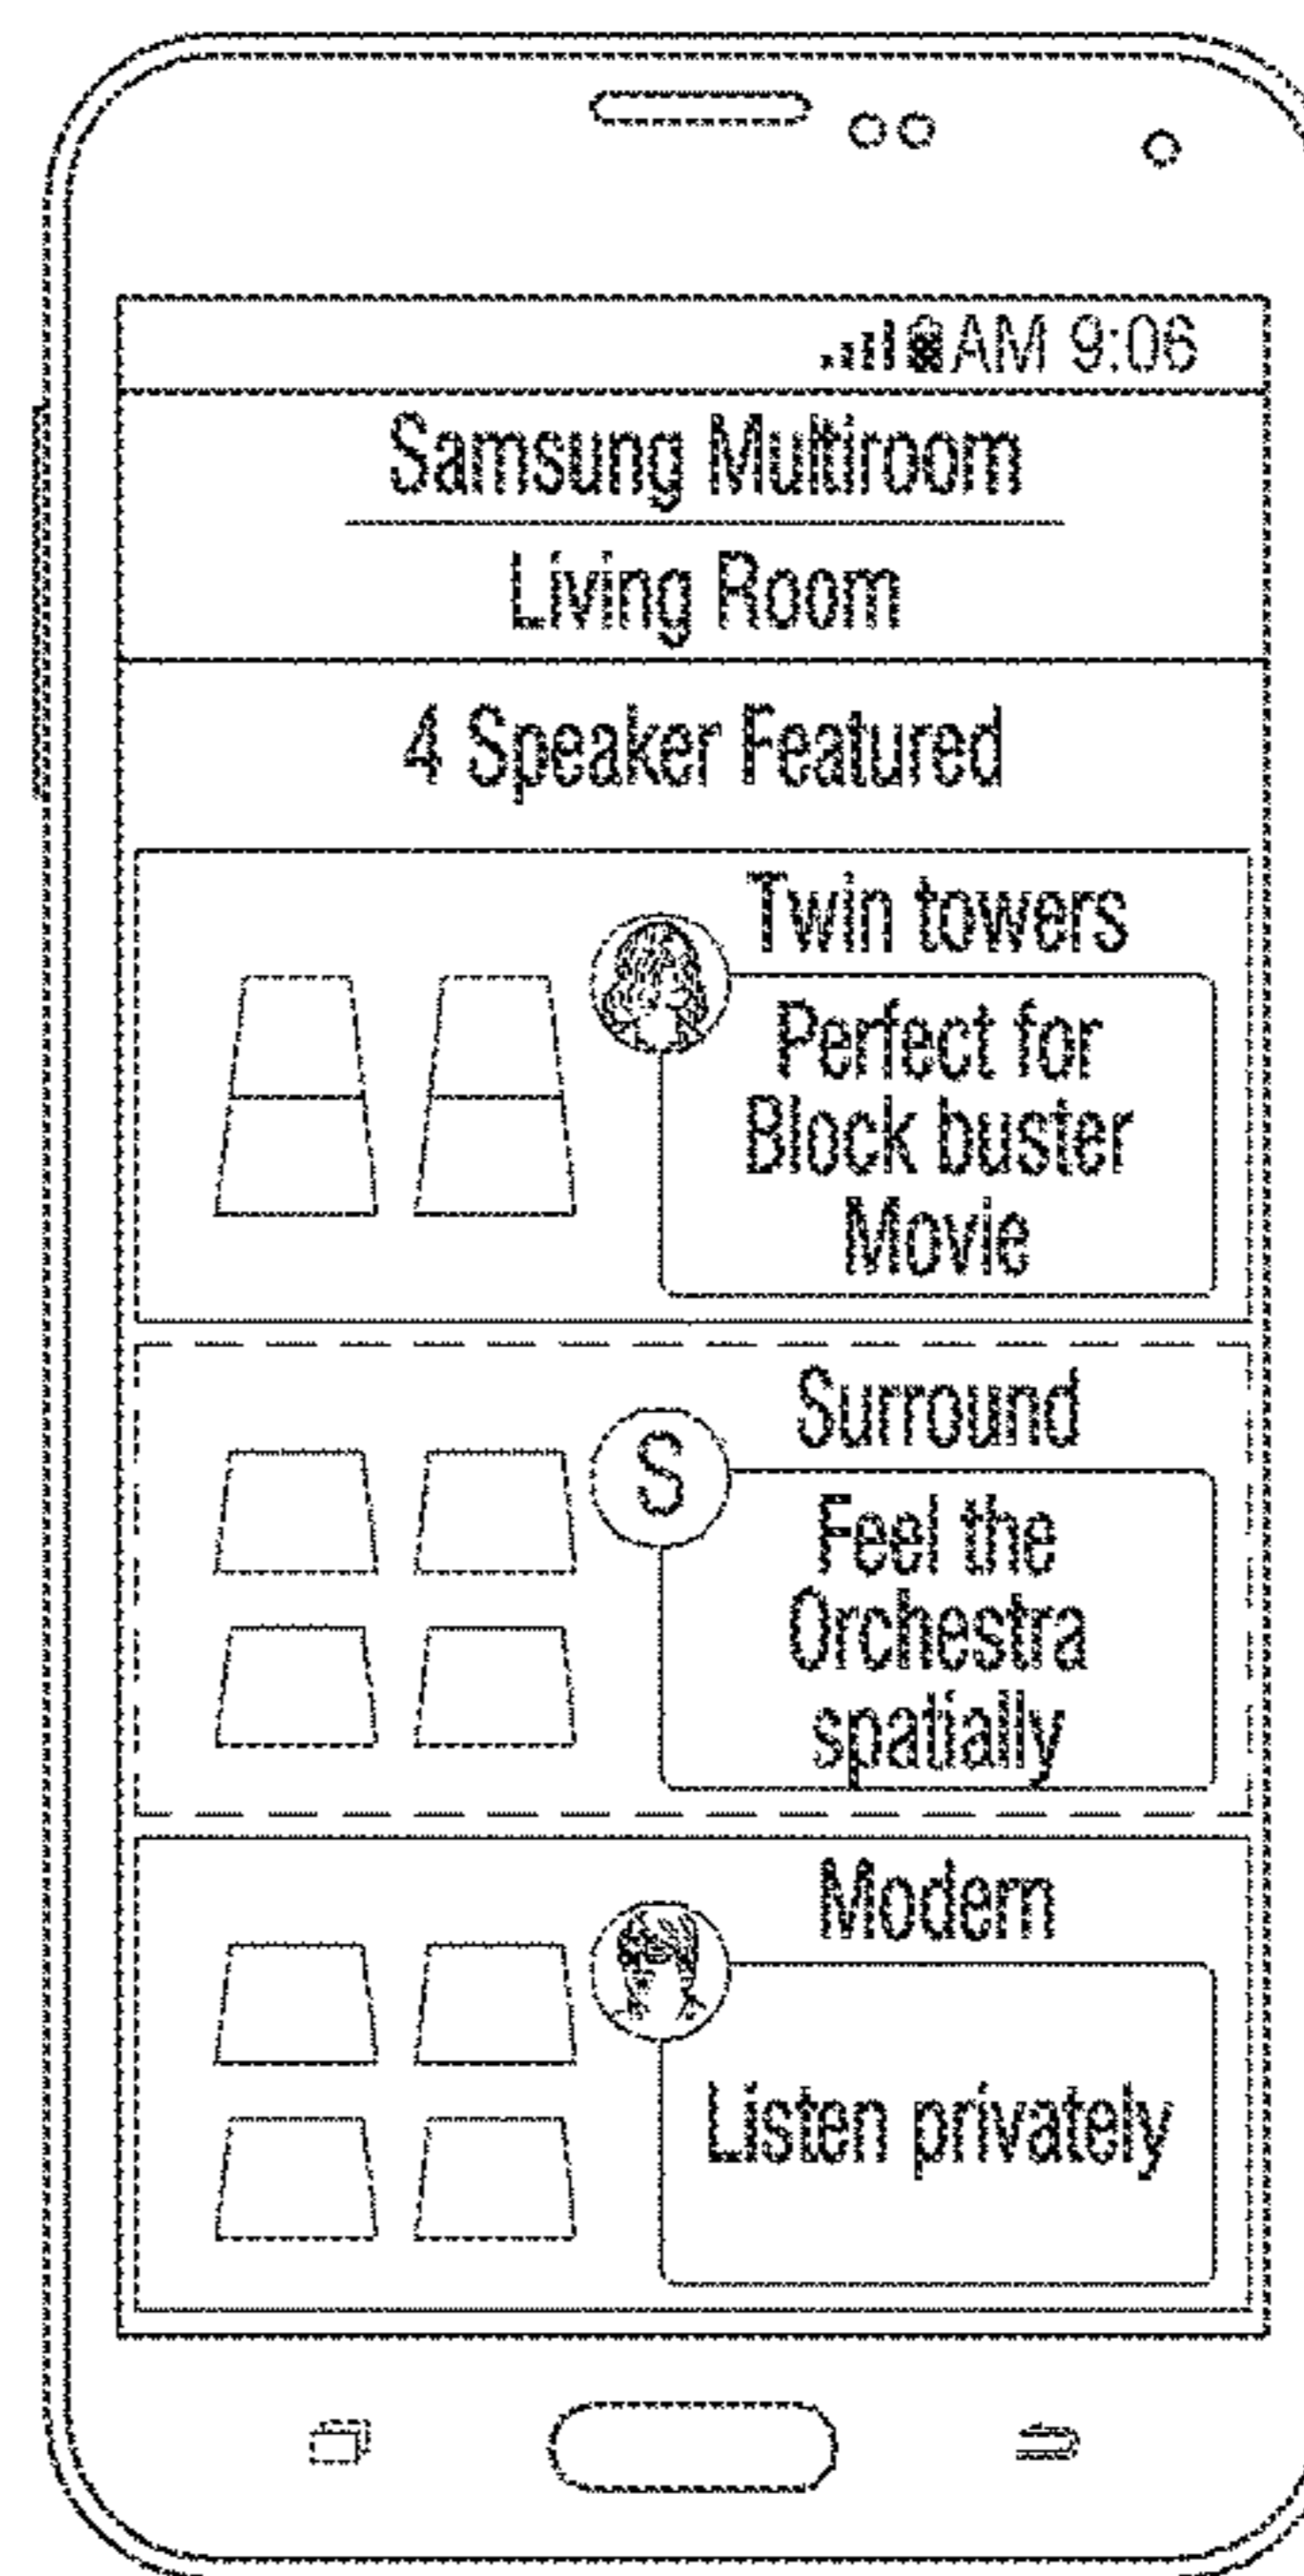 AM 9:06
Samsung Multiroom
Living Room
4 Speaker Featured
Twin towers
Perfect for
Block buster
Movie
Surround
S
Feel the
Orchestra
spatially
Modern
Listen privately